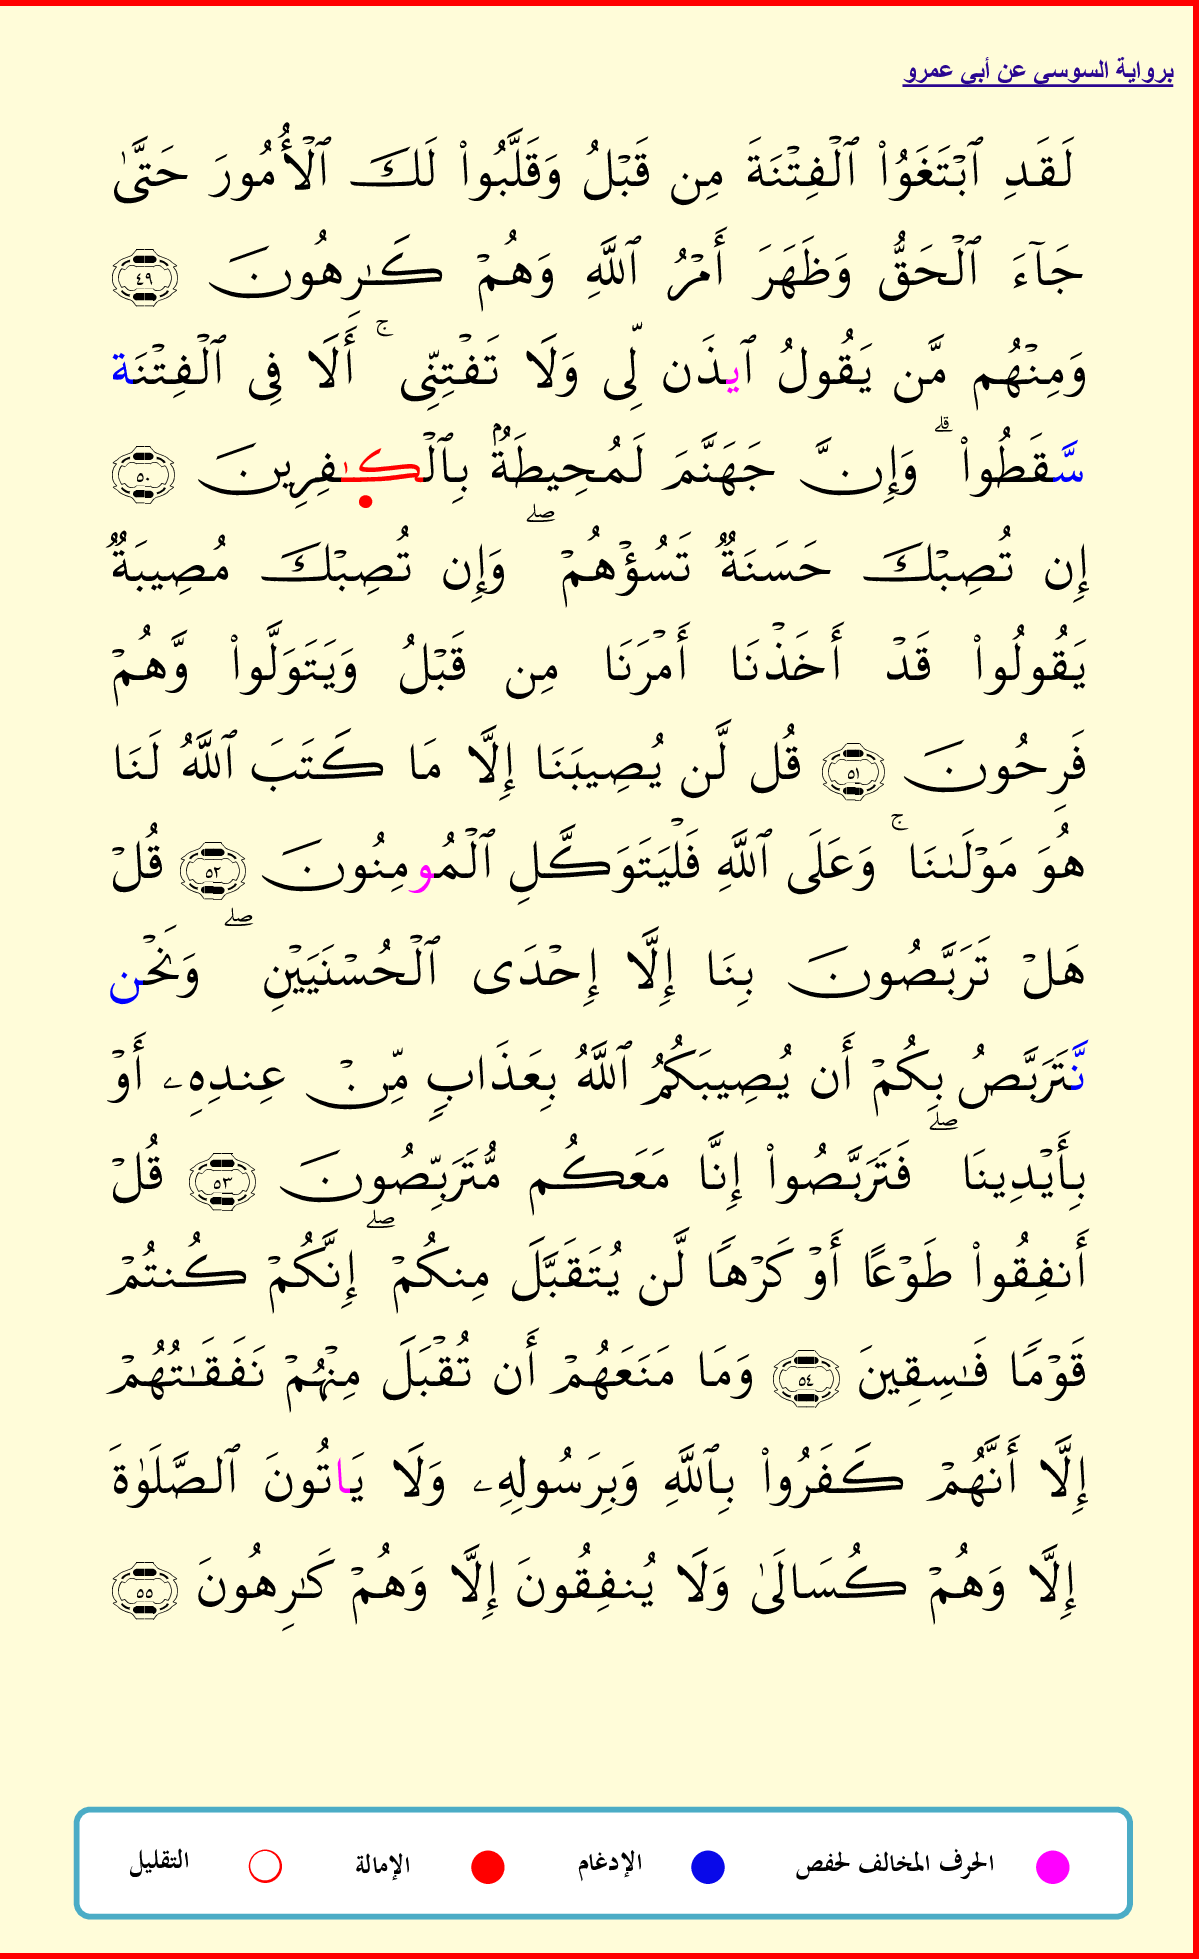 برواية السوسي عن أبي عمرو
لَقَدِ ٱبۡتَغَوُاْ ٱلۡفِتۡنَةَ مِن قَبۡلُ وَقَلَّبُواْ لَكَ ٱلۡأُمُورَ حَتَّىٰ
جَآءَ ٱلۡحَقُّ وَظَهَرَ أَمۡرُ ٱللَّهِ وَهُمۡ كَٰرِهُونَ ٤٩
وَمِنۡهُم مَّن يَقُولُ ٱيذَن لِّي وَلَا تَفۡتِنِّي ۚ أَلَا فِي ٱلۡفِتۡنَة
سَّقَطُواْ ۗ وَإِنَّ جَهَنَّمَ لَمُحِيطَةُۢ بِٱلۡكَٰفِرِينَ ٥٠
إِن تُصِبۡكَ حَسَنَةٌ تَسُؤۡهُمۡ ۖ وَإِن تُصِبۡكَ مُصِيبَةٌ
يَقُولُواْ قَدۡ أَخَذۡنَا أَمۡرَنَا مِن قَبۡلُ وَيَتَوَلَّواْ وَّهُمۡ
فَرِحُونَ ٥١ قُل لَّن يُصِيبَنَا إِلَّا مَا كَتَبَ ٱللَّهُ لَنَا
هُوَ مَوۡلَىٰنَا ۚ وَعَلَى ٱللَّهِ فَلۡيَتَوَكَّلِ ٱلۡمُومِنُونَ ٥٢ قُلۡ
هَلۡ تَرَبَّصُونَ بِنَا إِلَّا إِحۡدَى ٱلۡحُسۡنَيَيۡنِ ۖ وَنَحۡن
نَّتَرَبَّصُ بِكُمۡ أَن يُصِيبَكُمُ ٱللَّهُ بِعَذَابٍ مِّنۡ عِندِهِۦ أَوۡ
بِأَيۡدِينَا ۖ فَتَرَبَّصُواْ إِنَّا مَعَكُم مُّتَرَبِّصُونَ ٥٣ قُلۡ
أَنفِقُواْ طَوۡعًا أَوۡ كَرۡهًا لَّن يُتَقَبَّلَ مِنكُمۡ ۖ إِنَّكُمۡ كُنتُمۡ
قَوۡمًا فَٰسِقِينَ ٥٤ وَمَا مَنَعَهُمۡ أَن تُقۡبَلَ مِنۡهُمۡ نَفَقَٰتُهُمۡ
إِلَّا أَنَّهُمۡ كَفَرُواْ بِٱللَّهِ وَبِرَسُولِهِۦ وَلَا يَاتُونَ ٱلصَّلَوٰةَ
إِلَّا وَهُمۡ كُسَالَىٰ وَلَا يُنفِقُونَ إِلَّا وَهُمۡ كَٰرِهُونَ ٥٥
الحرف المخالف لحفص الإدغام الإمالة التقليل